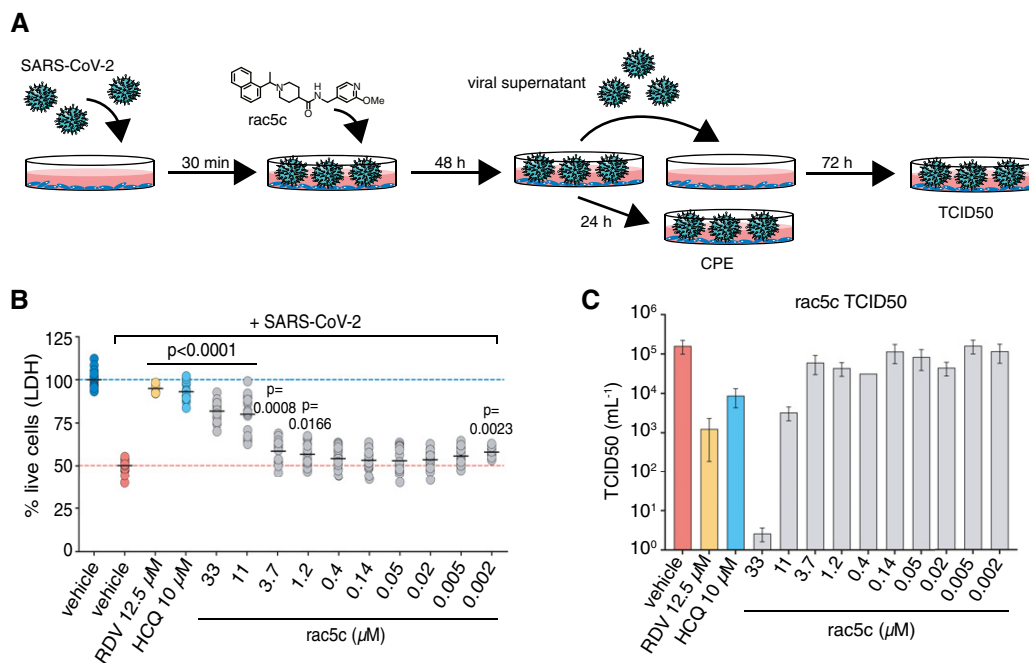 A
SARS-CoV-2
30 min
N
H
N
O
N
OMe
rac5c
48 h
viral supernatant
24 h
CPE
72 h
TCID50
B
+ SARS-CoV-2
p<0.0001
p=
0.0008
p=
0.0166
p=
0.0023
% live cells (LDH)
125
100
75
50
25
0
vehicle
vehicle
RDV 12.5 µM
HCQ 10 µM
33
11
3.7
1.2
0.4
0.14
0.05
0.02
0.005
0.002
rac5c (µM)
C
rac5c TCID50
TCID50 (mL⁻¹)
10⁶
10⁵
10⁴
10³
10²
10¹
10⁰
vehicle
RDV 12.5 µM
HCQ 10 µM
33
11
3.7
1.2
0.4
0.14
0.05
0.02
0.005
0.002
rac5c (µM)